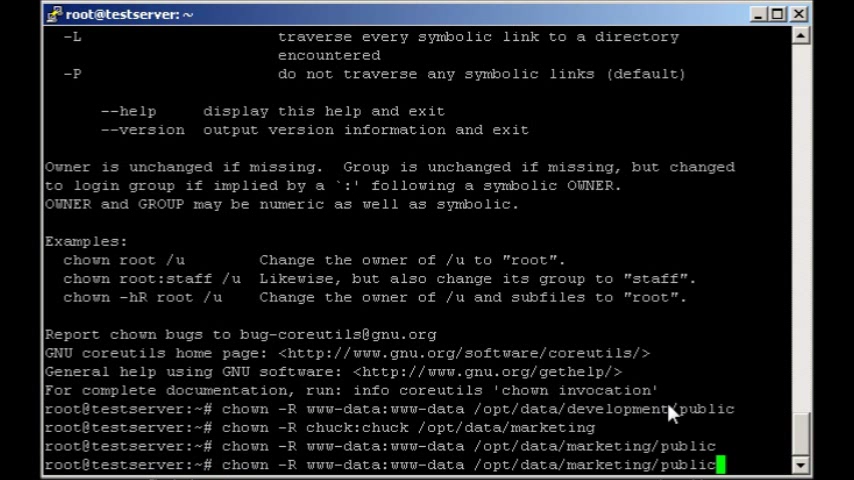 root@testserver: ~
-L traverse every symbolic link to a directory
encountered
-P do not traverse any symbolic links (default)
--help display this help and exit
--version output version information and exit
Owner is unchanged if missing. Group is unchanged if missing, but changed
to login group if implied by a `:' following a symbolic OWNER.
OWNER and GROUP may be numeric as well as symbolic.
Examples:
chown root /u Change the owner of /u to "root".
chown root:staff /u Likewise, but also change its group to "staff".
chown -hR root /u Change the owner of /u and subfiles to "root".
Report chown bugs to bug-coreutils@gnu.org
GNU coreutils home page: <http://www.gnu.org/software/coreutils/>
General help using GNU software: <http://www.gnu.org/gethelp/>
For complete documentation, run: info coreutils 'chown invocation'
root@testserver:~# chown -R www-data:www-data /opt/data/development/public
root@testserver:~# chown -R chuck:chuck /opt/data/marketing
root@testserver:~# chown -R www-data:www-data /opt/data/marketing/public
root@testserver:~# chown -R www-data:www-data /opt/data/marketing/public